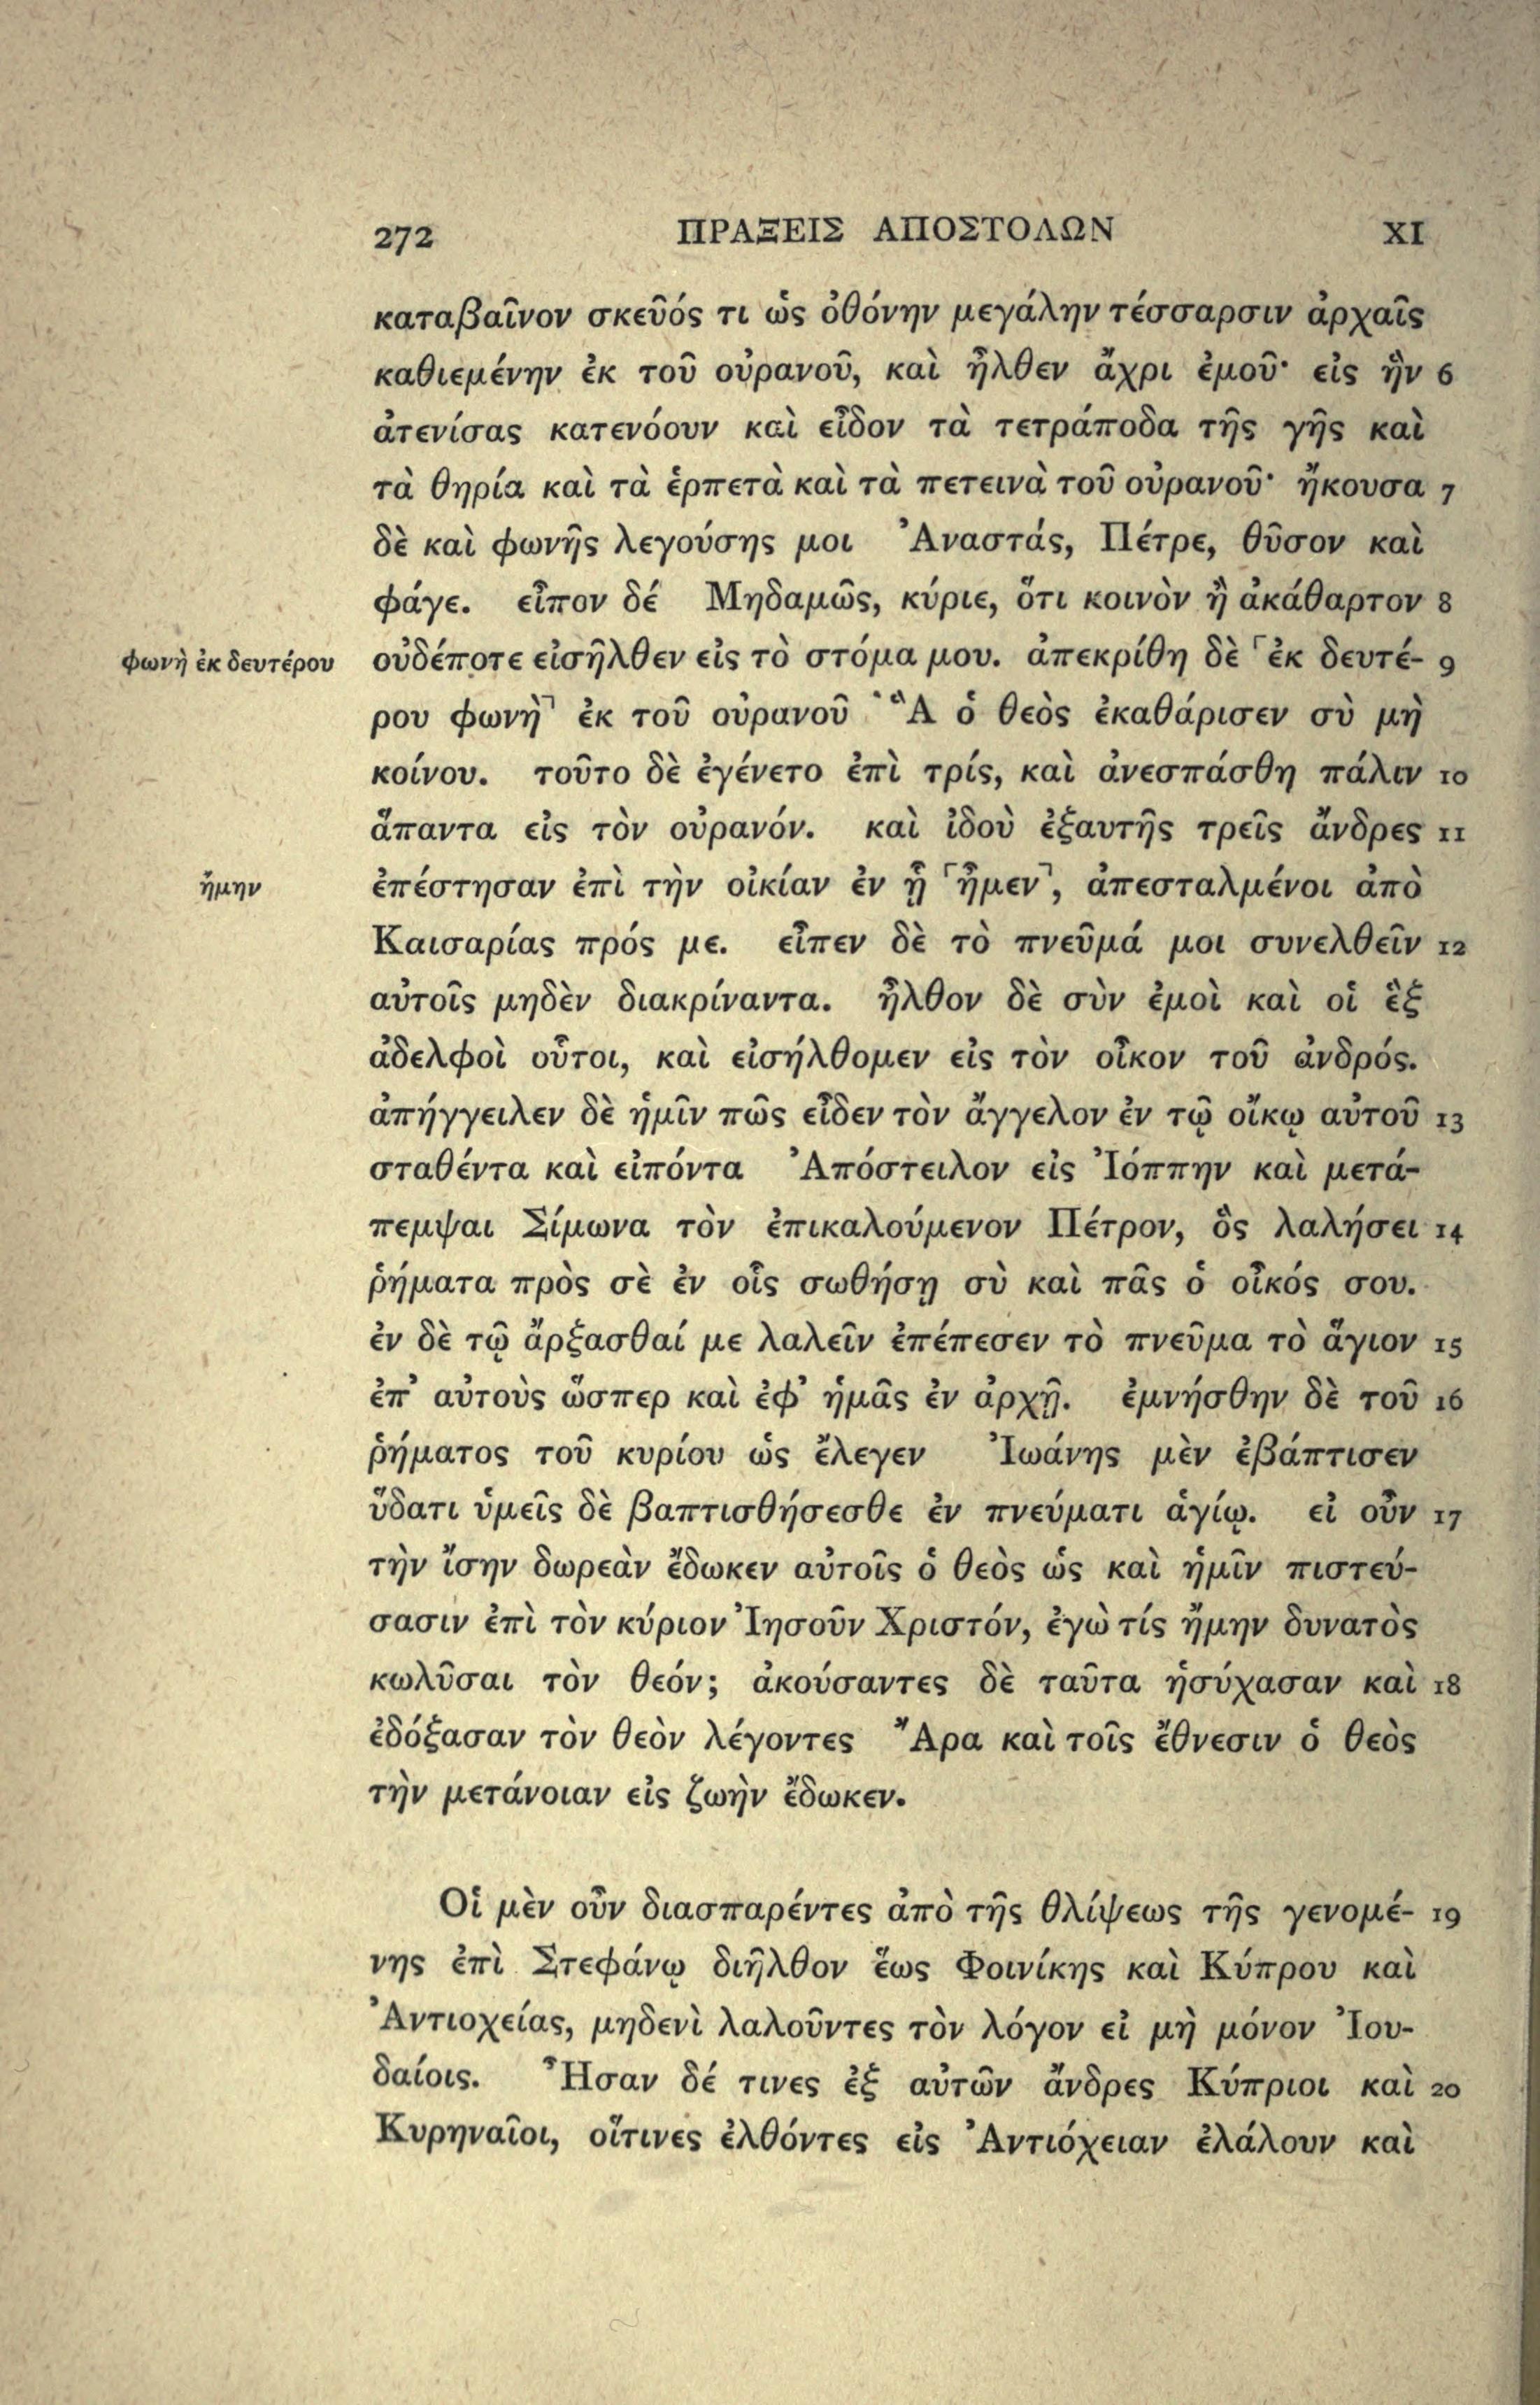 272 ΠΡΑΞΕΙΣ ΑΠΟΣΤΟΛΩΝ XI
καταβαῖνον σκεῦός τι ὡς ὀθόνην μεγάλην τέσσαρσιν ἀρχαῖς
καθιεμένην ἐκ τοῦ οὐρανοῦ, καὶ ἦλθεν ἄχρι ἐμοῦ· εἰς ἣν 6
ἀτενίσας κατενόουν καὶ εἶδον τὰ τετράποδα τῆς γῆς καὶ
τὰ θηρία καὶ τὰ ἑρπετὰ καὶ τὰ πετεινὰ τοῦ οὐρανοῦ· ἤκουσα 7
δὲ καὶ φωνῆς λεγούσης μοι Ἀναστάς, Πέτρε, θῦσον καὶ
φάγε. εἶπον δέ Μηδαμῶς, κύριε, ὅτι κοινὸν ἢ ἀκάθαρτον 8
φωνὴ ἐκ δευτέρου οὐδέποτε εἰσῆλθεν εἰς τὸ στόμα μου. ἀπεκρίθη δὲ ⸢ἐκ δευτέ- 9
ρου φωνὴ⸣ ἐκ τοῦ οὐρανοῦ Ἃ ὁ θεὸς ἐκαθάρισεν σὺ μὴ
κοίνου. τοῦτο δὲ ἐγένετο ἐπὶ τρίς, καὶ ἀνεσπάσθη πάλιν 10
ἅπαντα εἰς τὸν οὐρανόν. καὶ ἰδοὺ ἐξαυτῆς τρεῖς ἄνδρες 11
ἤμην ἐπέστησαν ἐπὶ τὴν οἰκίαν ἐν ᾗ ⸢ἦμεν⸣, ἀπεσταλμένοι ἀπὸ
Καισαρίας πρός με. εἶπεν δὲ τὸ πνεῦμά μοι συνελθεῖν 12
αὐτοῖς μηδὲν διακρίναντα. ἦλθον δὲ σὺν ἐμοὶ καὶ οἱ ἓξ
ἀδελφοὶ οὗτοι, καὶ εἰσήλθομεν εἰς τὸν οἶκον τοῦ ἀνδρός.
ἀπήγγειλεν δὲ ἡμῖν πῶς εἶδεν τὸν ἄγγελον ἐν τῷ οἴκῳ αὐτοῦ 13
σταθέντα καὶ εἰπόντα Ἀπόστειλον εἰς Ἰόππην καὶ μετά-
πεμψαι Σίμωνα τὸν ἐπικαλούμενον Πέτρον, ὃς λαλήσει 14
ῥήματα πρὸς σὲ ἐν οἷς σωθήσῃ σὺ καὶ πᾶς ὁ οἶκός σου.
ἐν δὲ τῷ ἄρξασθαί με λαλεῖν ἐπέπεσεν τὸ πνεῦμα τὸ ἅγιον 15
ἐπ’ αὐτοὺς ὥσπερ καὶ ἐφ’ ἡμᾶς ἐν ἀρχῇ. ἐμνήσθην δὲ τοῦ 16
ῥήματος τοῦ κυρίου ὡς ἔλεγεν Ἰωάνης μὲν ἐβάπτισεν
ὕδατι ὑμεῖς δὲ βαπτισθήσεσθε ἐν πνεύματι ἁγίῳ. εἰ οὖν 17
τὴν ἴσην δωρεὰν ἔδωκεν αὐτοῖς ὁ θεὸς ὡς καὶ ἡμῖν πιστεύ-
σασιν ἐπὶ τὸν κύριον Ἰησοῦν Χριστόν, ἐγὼ τίς ἤμην δυνατὸς
κωλῦσαι τὸν θεόν; ἀκούσαντες δὲ ταῦτα ἡσύχασαν καὶ 18
ἐδόξασαν τὸν θεὸν λέγοντες Ἄρα καὶ τοῖς ἔθνεσιν ὁ θεὸς
τὴν μετάνοιαν εἰς ζωὴν ἔδωκεν.
Οἱ μὲν οὖν διασπαρέντες ἀπὸ τῆς θλίψεως τῆς γενομέ- 19
νης ἐπὶ Στεφάνῳ διῆλθον ἕως Φοινίκης καὶ Κύπρου καὶ
Ἀντιοχείας, μηδενὶ λαλοῦντες τὸν λόγον εἰ μὴ μόνον Ἰου-
δαίοις. Ἦσαν δέ τινες ἐξ αὐτῶν ἄνδρες Κύπριοι καὶ 20
Κυρηναῖοι, οἵτινες ἐλθόντες εἰς Ἀντιόχειαν ἐλάλουν καὶ